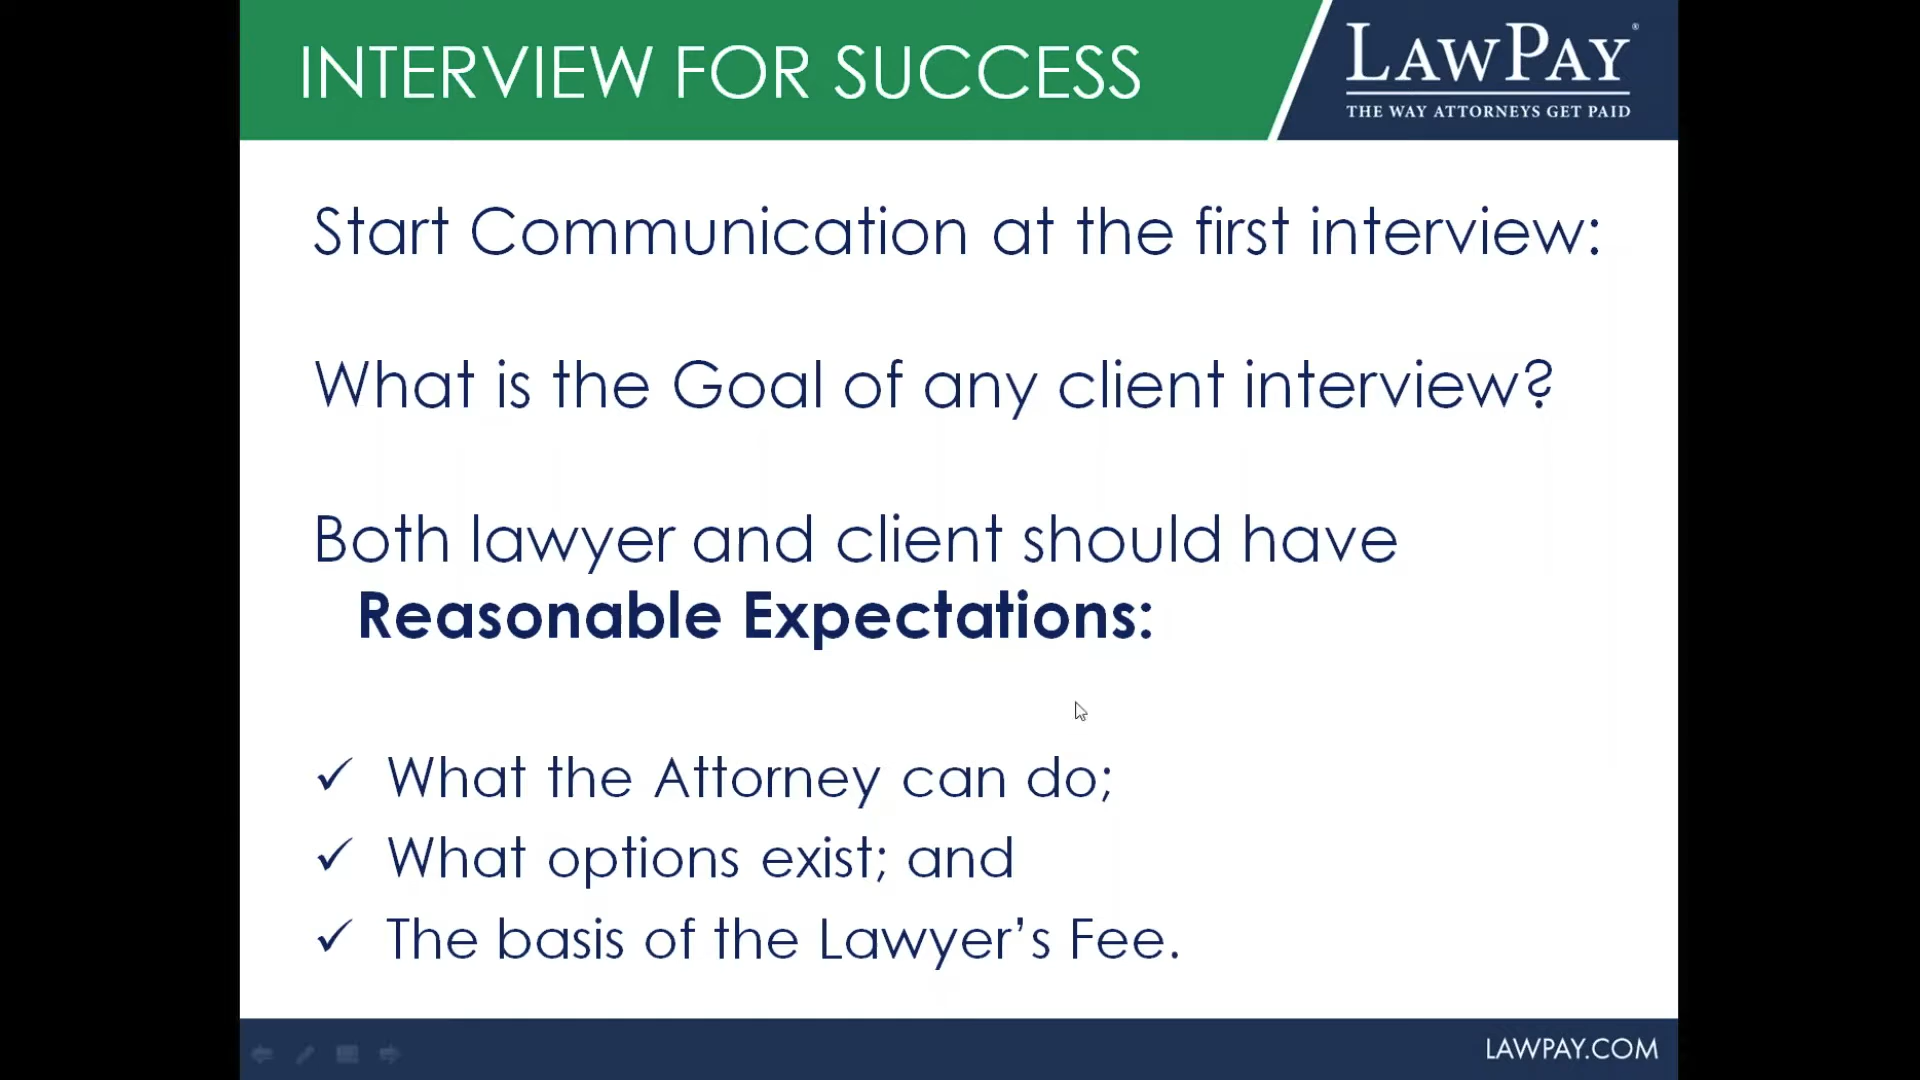 INTERVIEW FOR SUCCESS
LAWPAY®
THE WAY ATTORNEYS GET PAID
Start Communication at the first interview:
What is the Goal of any client interview?
Both lawyer and client should have
Reasonable Expectations:
✓ What the Attorney can do;
✓ What options exist; and
✓ The basis of the Lawyer’s Fee.
LAWPAY.COM